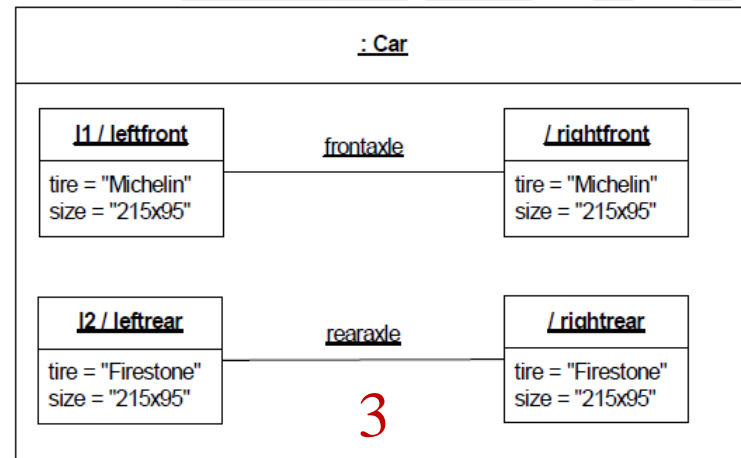 : Car
l1 / leftfront
tire = "Michelin"
size = "215x95"
frontaxle
/ rightfront
tire = "Michelin"
size = "215x95"
l2 / leftrear
tire = "Firestone"
size = "215x95"
rearaxle
/ rightrear
tire = "Firestone"
size = "215x95"
3